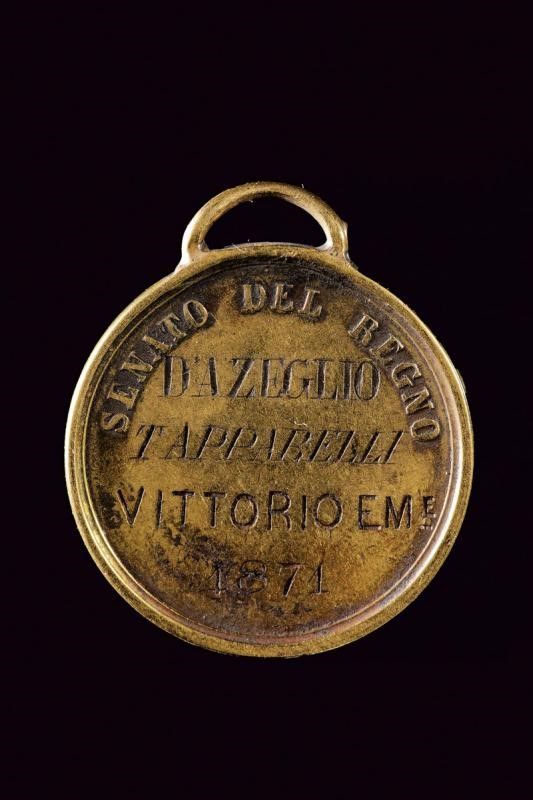 SENATO DEL REGNO
D'AZEGLIO
TAPPARELLI
VITTORIO EM.E
1871